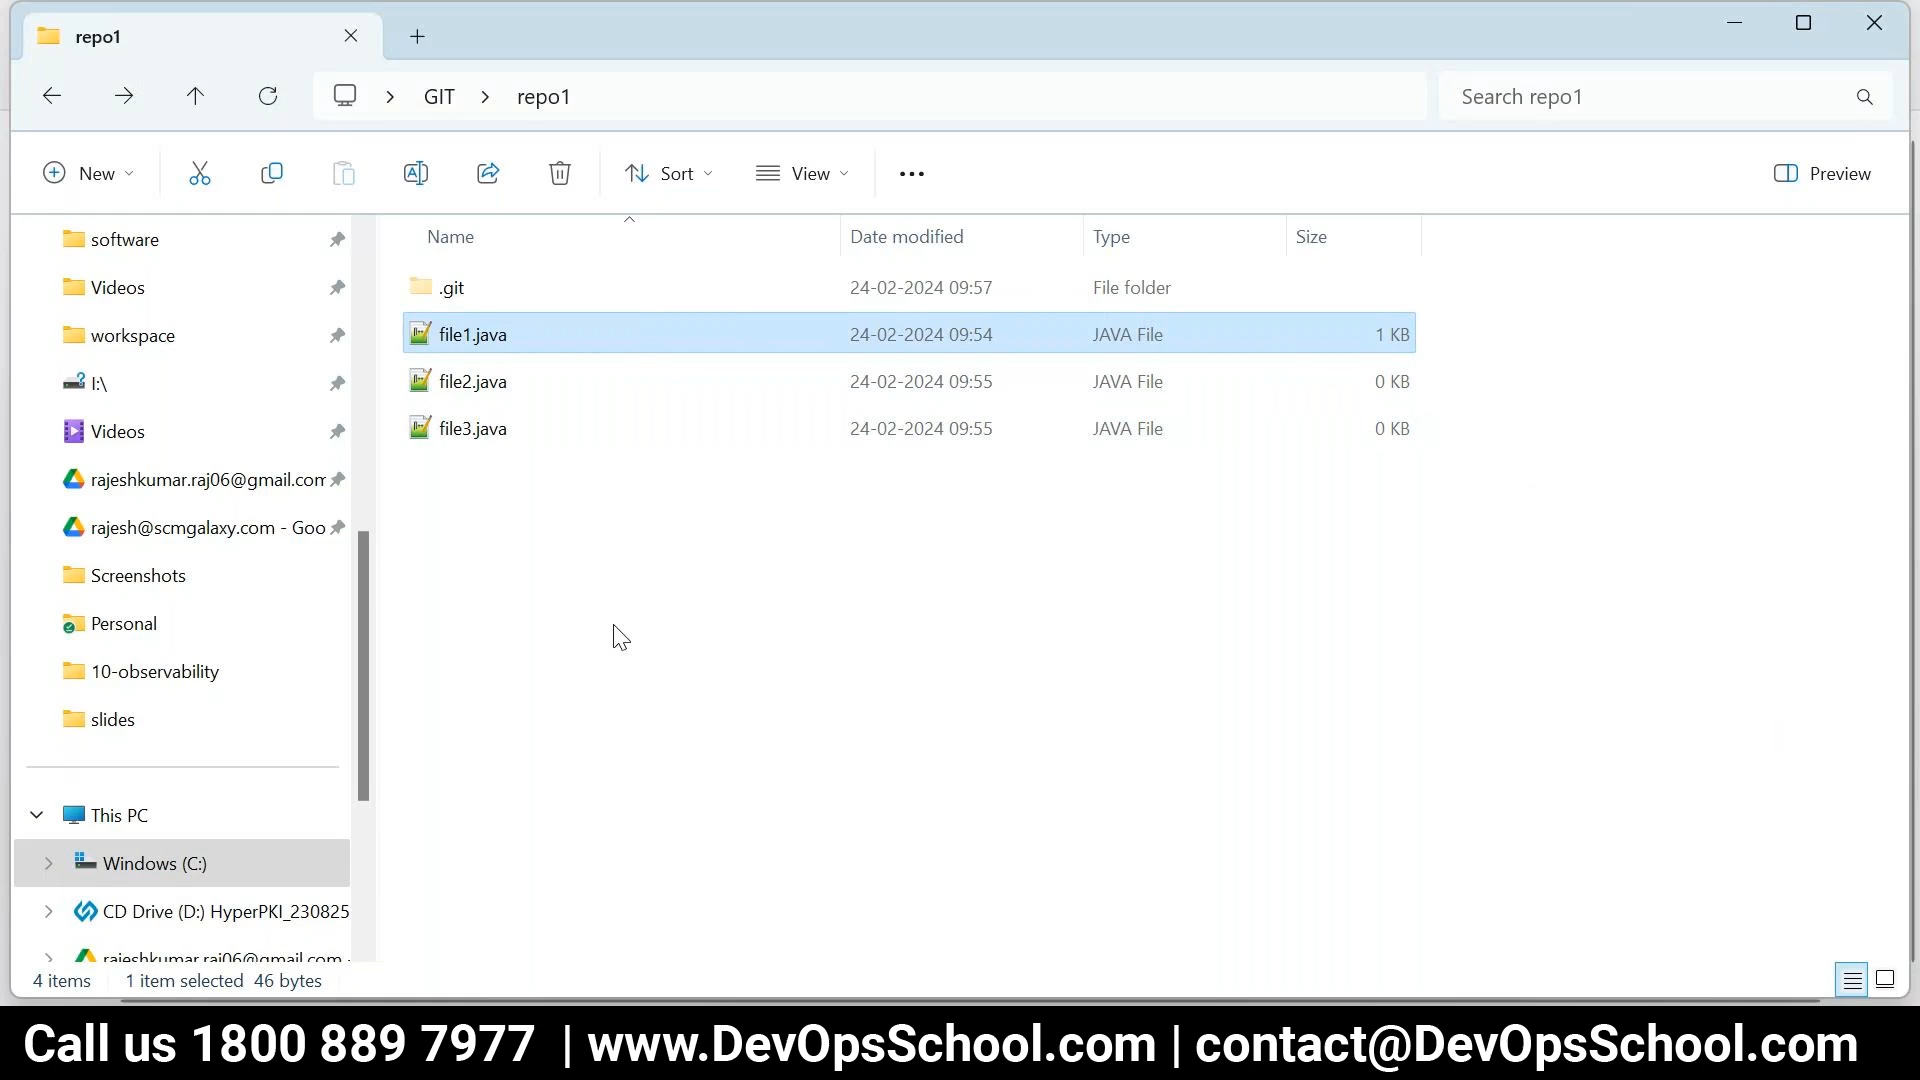 repo1
GIT > repo1
Search repo1
New
Sort
View
Preview
Name Date modified Type Size
software
Videos
workspace
I:\
Videos
rajeshkumar.raj06@gmail.com
rajesh@scmgalaxy.com - Goo
Screenshots
Personal
10-observability
slides
This PC
Windows (C:)
CD Drive (D:) HyperPKI_230825
rajeshkumar.raj06@gmail.com -
.git 24-02-2024 09:57 File folder
file1.java 24-02-2024 09:54 JAVA File 1 KB
file2.java 24-02-2024 09:55 JAVA File 0 KB
file3.java 24-02-2024 09:55 JAVA File 0 KB
4 items 1 item selected 46 bytes
Call us 1800 889 7977 | www.DevOpsSchool.com | contact@DevOpsSchool.com